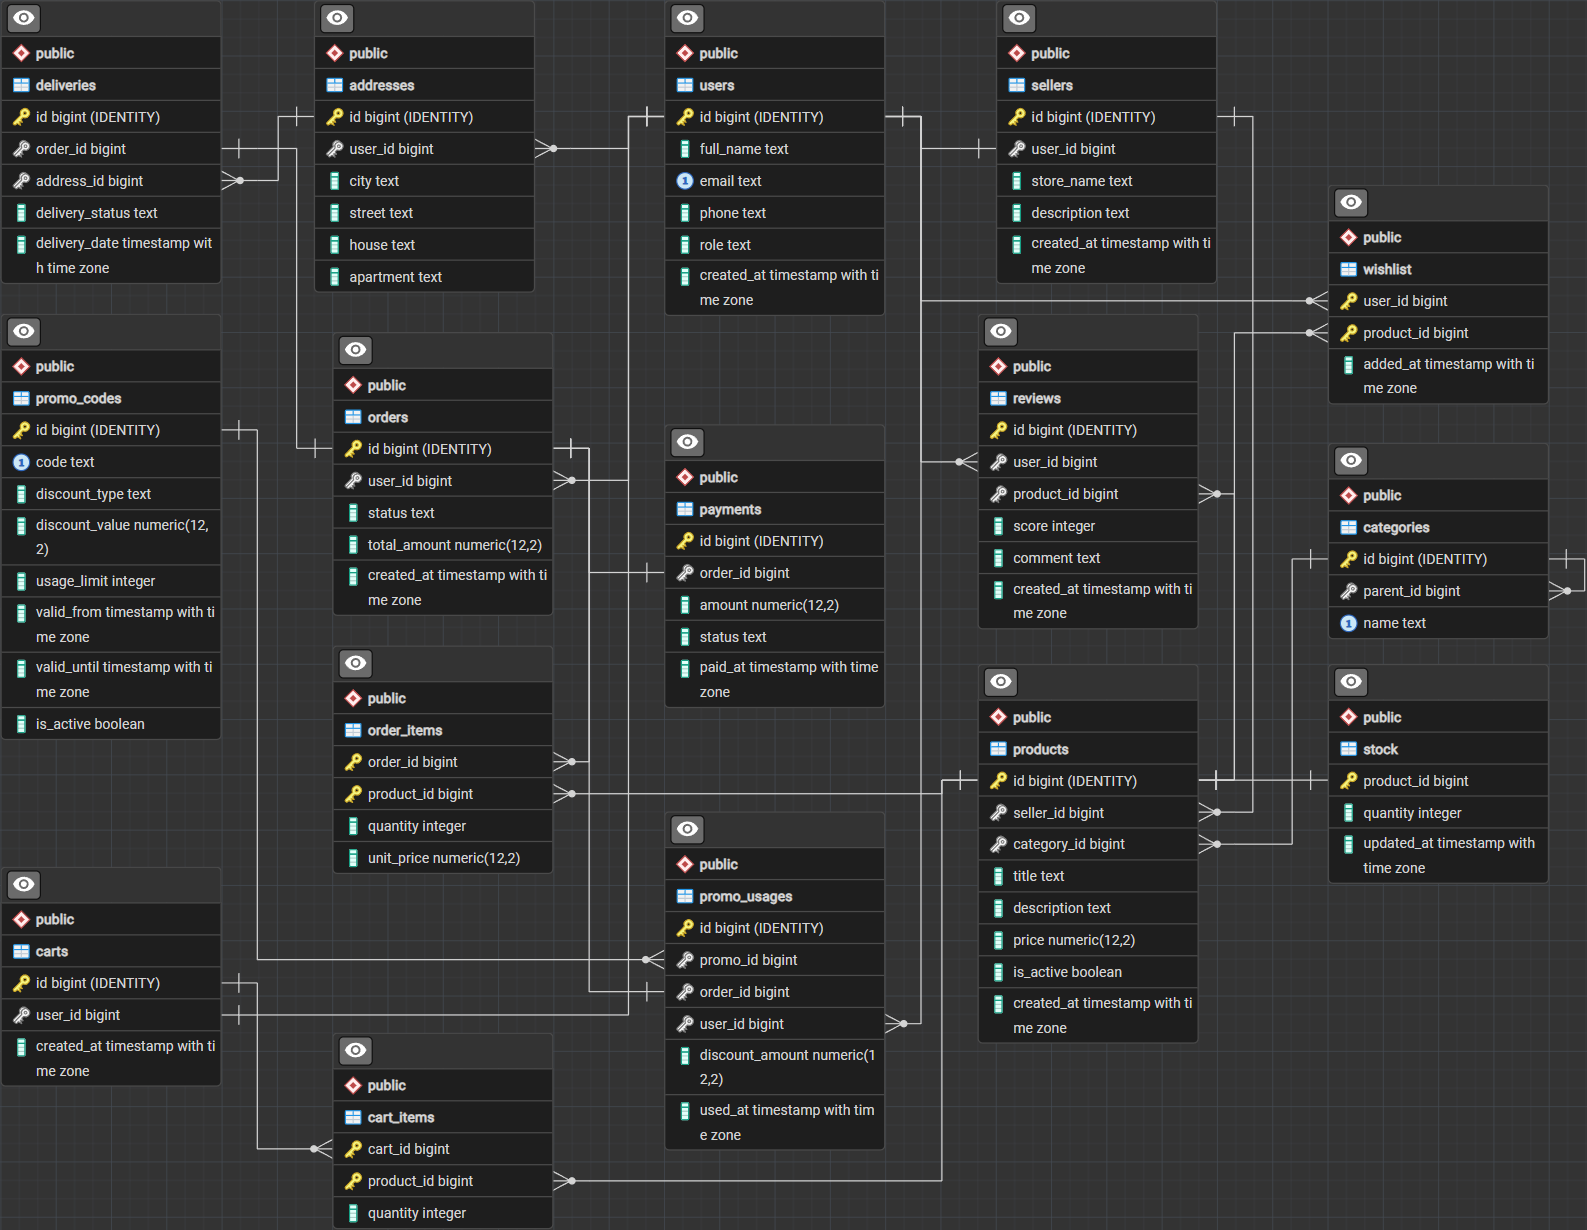 public
deliveries
id bigint (IDENTITY)
order_id bigint
address_id bigint
delivery_status text
delivery_date timestamp wit
h time zone
public
addresses
id bigint (IDENTITY)
user_id bigint
city text
street text
house text
apartment text
public
users
id bigint (IDENTITY)
full_name text
1 email text
phone text
role text
created_at timestamp with ti
me zone
public
sellers
id bigint (IDENTITY)
user_id bigint
store_name text
description text
created_at timestamp with ti
me zone
public
wishlist
user_id bigint
product_id bigint
added_at timestamp with ti
me zone
public
promo_codes
id bigint (IDENTITY)
1 code text
discount_type text
discount_value numeric(12,
2)
usage_limit integer
valid_from timestamp with ti
me zone
valid_until timestamp with ti
me zone
is_active boolean
public
orders
id bigint (IDENTITY)
user_id bigint
status text
total_amount numeric(12,2)
created_at timestamp with ti
me zone
public
payments
id bigint (IDENTITY)
order_id bigint
amount numeric(12,2)
status text
paid_at timestamp with time
zone
public
reviews
id bigint (IDENTITY)
user_id bigint
product_id bigint
score integer
comment text
created_at timestamp with ti
me zone
public
categories
id bigint (IDENTITY)
parent_id bigint
1 name text
public
order_items
order_id bigint
product_id bigint
quantity integer
unit_price numeric(12,2)
public
products
id bigint (IDENTITY)
seller_id bigint
category_id bigint
title text
description text
price numeric(12,2)
is_active boolean
created_at timestamp with ti
me zone
public
stock
product_id bigint
quantity integer
updated_at timestamp with
time zone
public
carts
id bigint (IDENTITY)
user_id bigint
created_at timestamp with ti
me zone
public
promo_usages
id bigint (IDENTITY)
promo_id bigint
order_id bigint
user_id bigint
discount_amount numeric(1
2,2)
used_at timestamp with tim
e zone
public
cart_items
cart_id bigint
product_id bigint
quantity integer